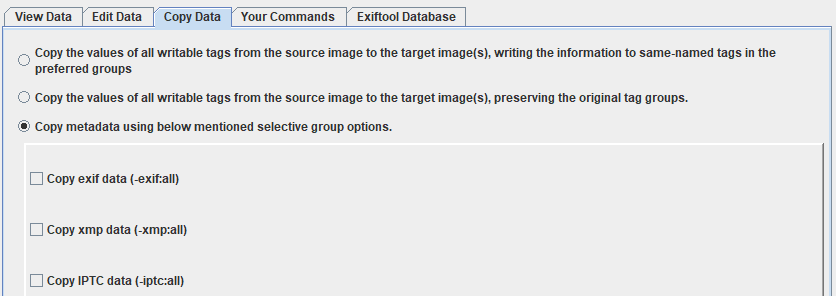 View Data Edit Data Copy Data Your Commands Exiftool Database
Copy the values of all writable tags from the source image to the target image(s), writing the information to same-named tags in the
preferred groups
Copy the values of all writable tags from the source image to the target image(s), preserving the original tag groups.
Copy metadata using below mentioned selective group options.
Copy exif data (-exif:all)
Copy xmp data (-xmp:all)
Copy IPTC data (-iptc:all)